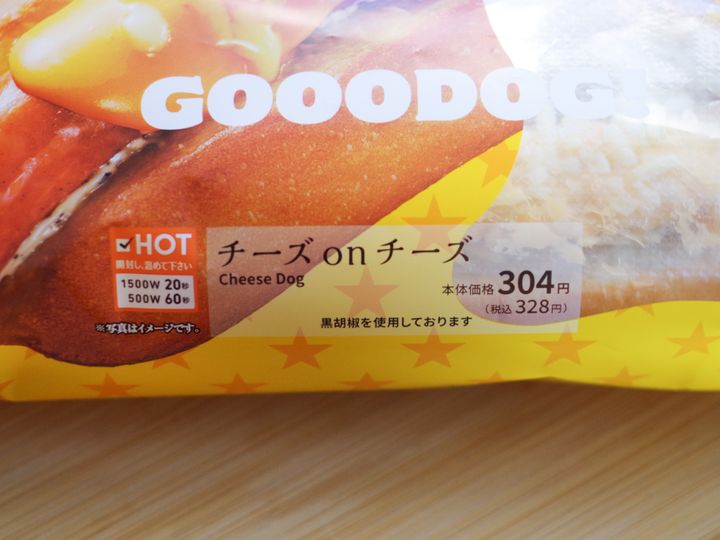 GOOODOG!
HOT
開封し、温めて下さい
1500W 20秒
500W 60秒
※写真はイメージです。
チーズ on チーズ
Cheese Dog
本体価格 304円
(税込 328円)
黒胡椒を使用しております